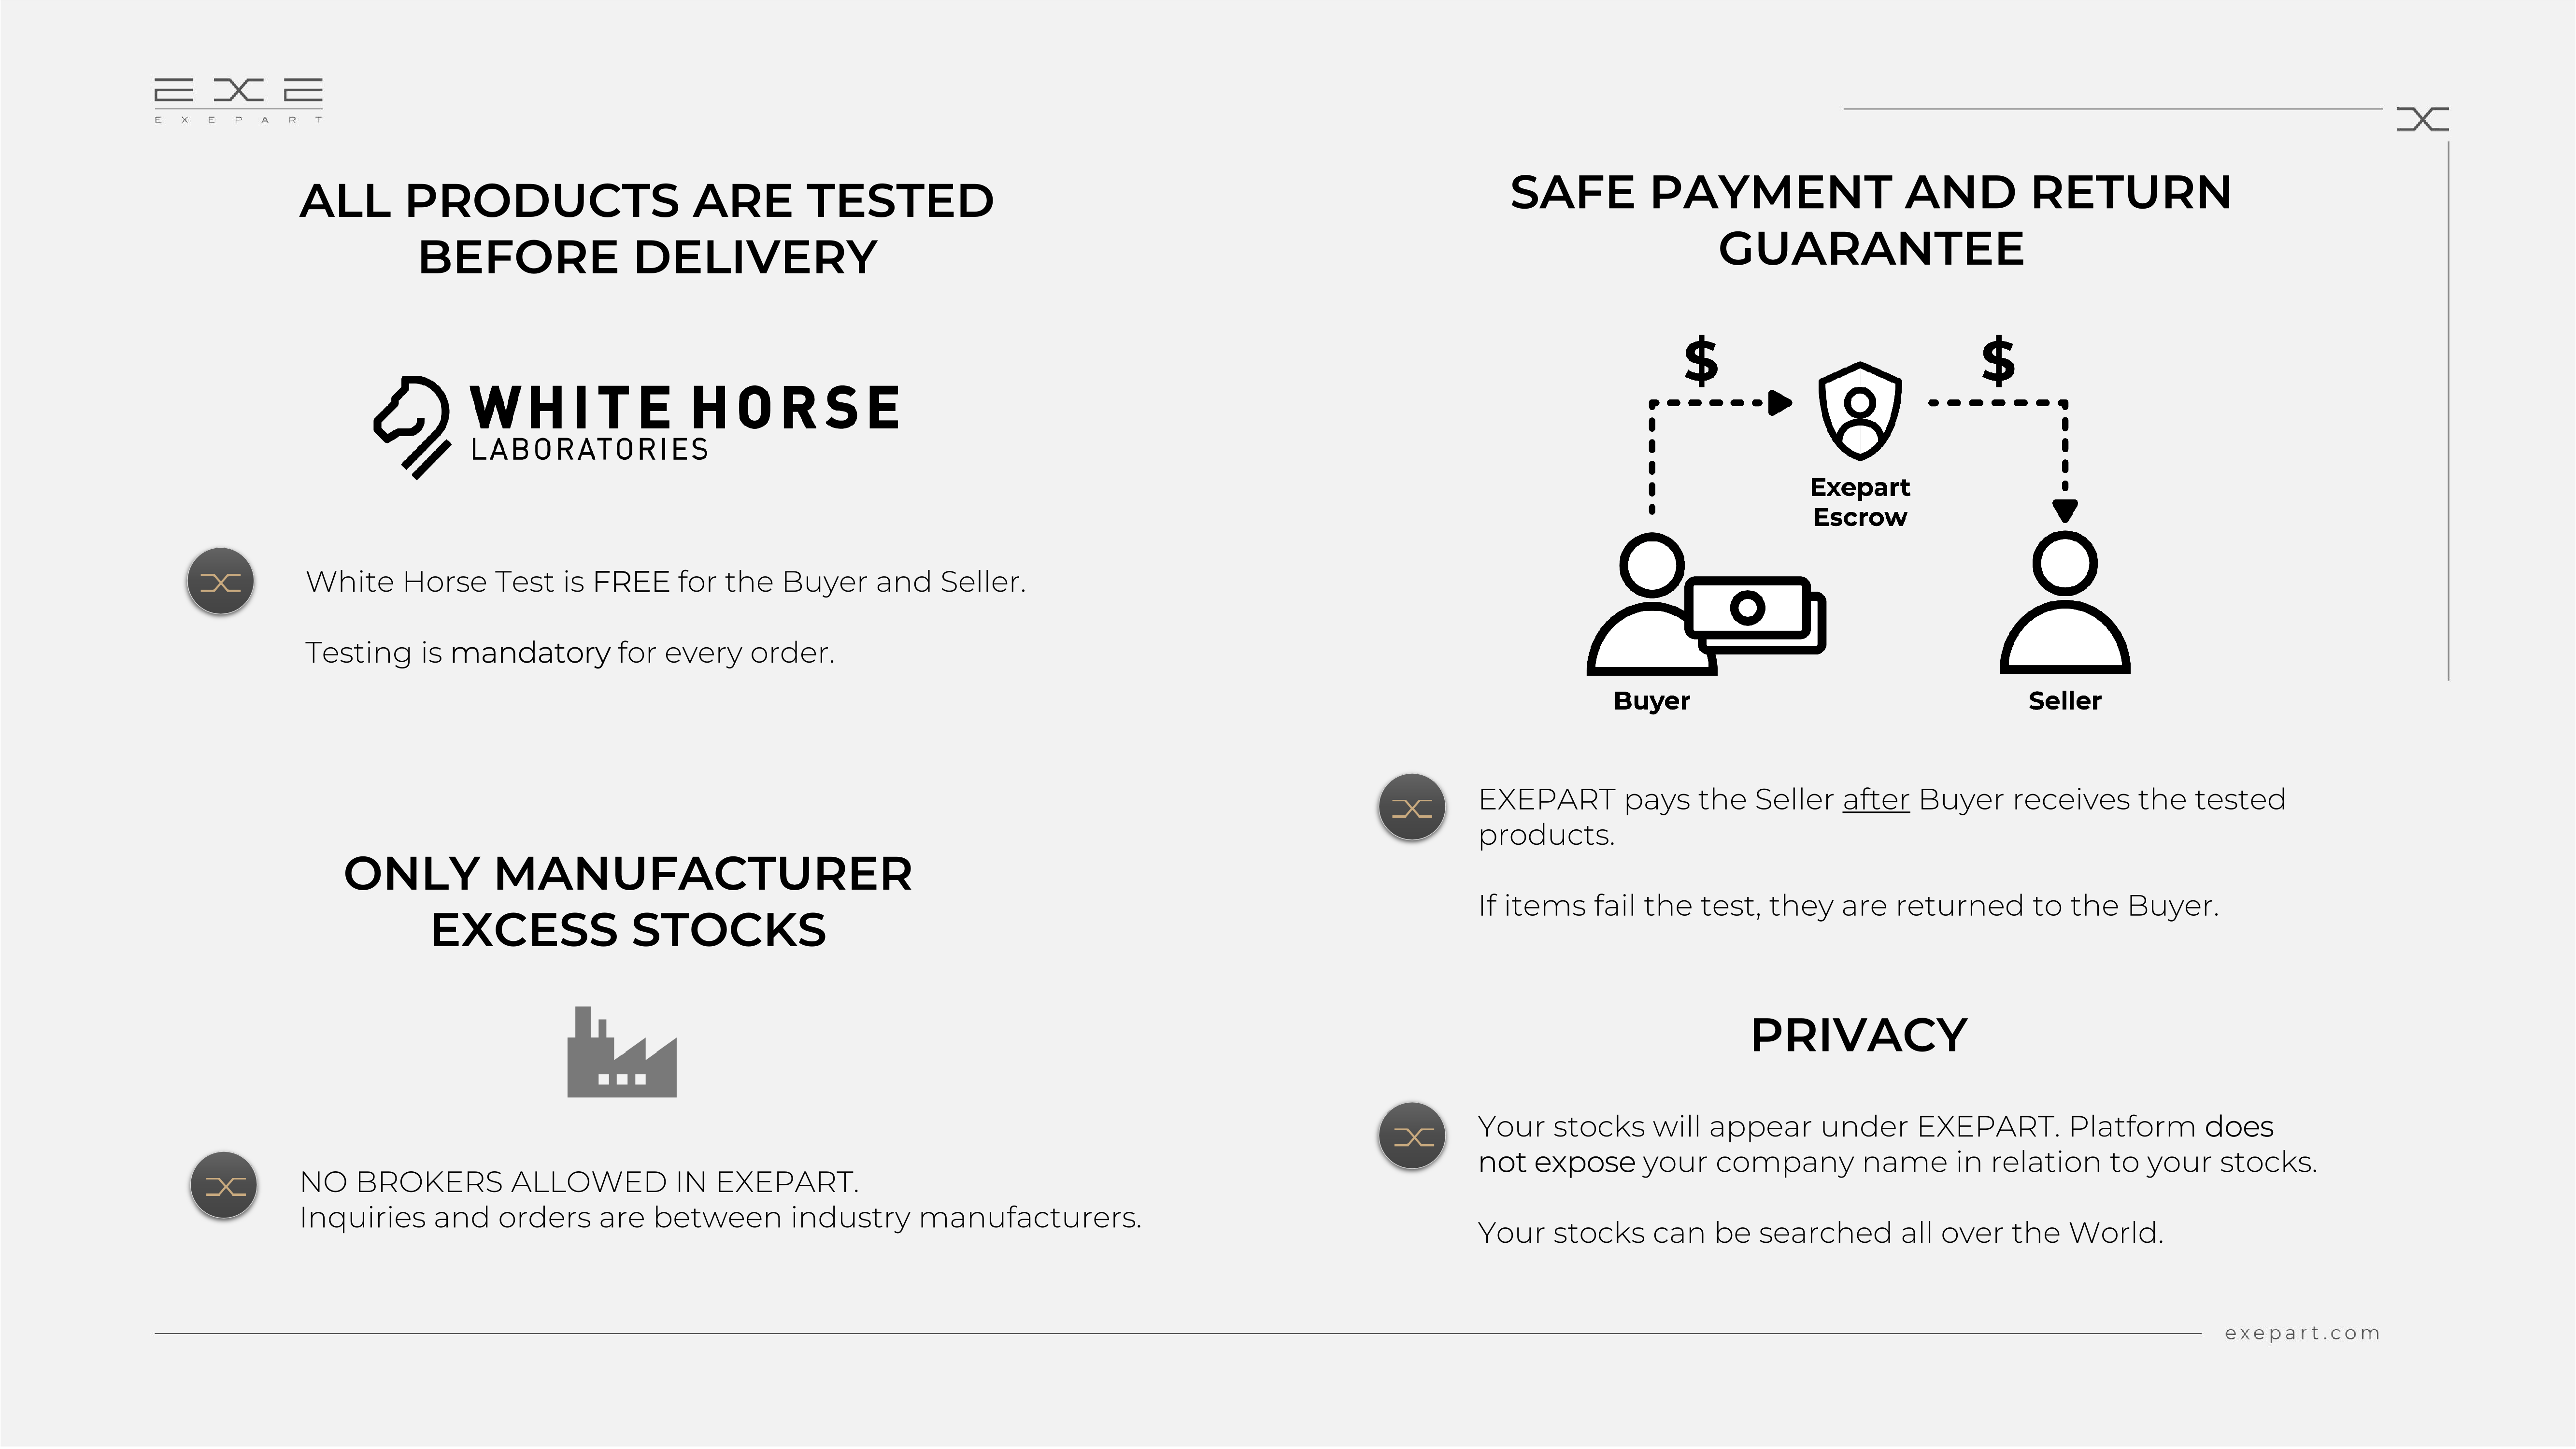 EXE
EXEPART
ALL PRODUCTS ARE TESTED
BEFORE DELIVERY
WHITE HORSE
LABORATORIES
White Horse Test is FREE for the Buyer and Seller.
Testing is mandatory for every order.
ONLY MANUFACTURER
EXCESS STOCKS
NO BROKERS ALLOWED IN EXEPART.
Inquiries and orders are between industry manufacturers.
SAFE PAYMENT AND RETURN
GUARANTEE
$ $
Exepart
Escrow
Buyer Seller
EXEPART pays the Seller after Buyer receives the tested
products.
If items fail the test, they are returned to the Buyer.
PRIVACY
Your stocks will appear under EXEPART. Platform does
not expose your company name in relation to your stocks.
Your stocks can be searched all over the World.
exepart.com